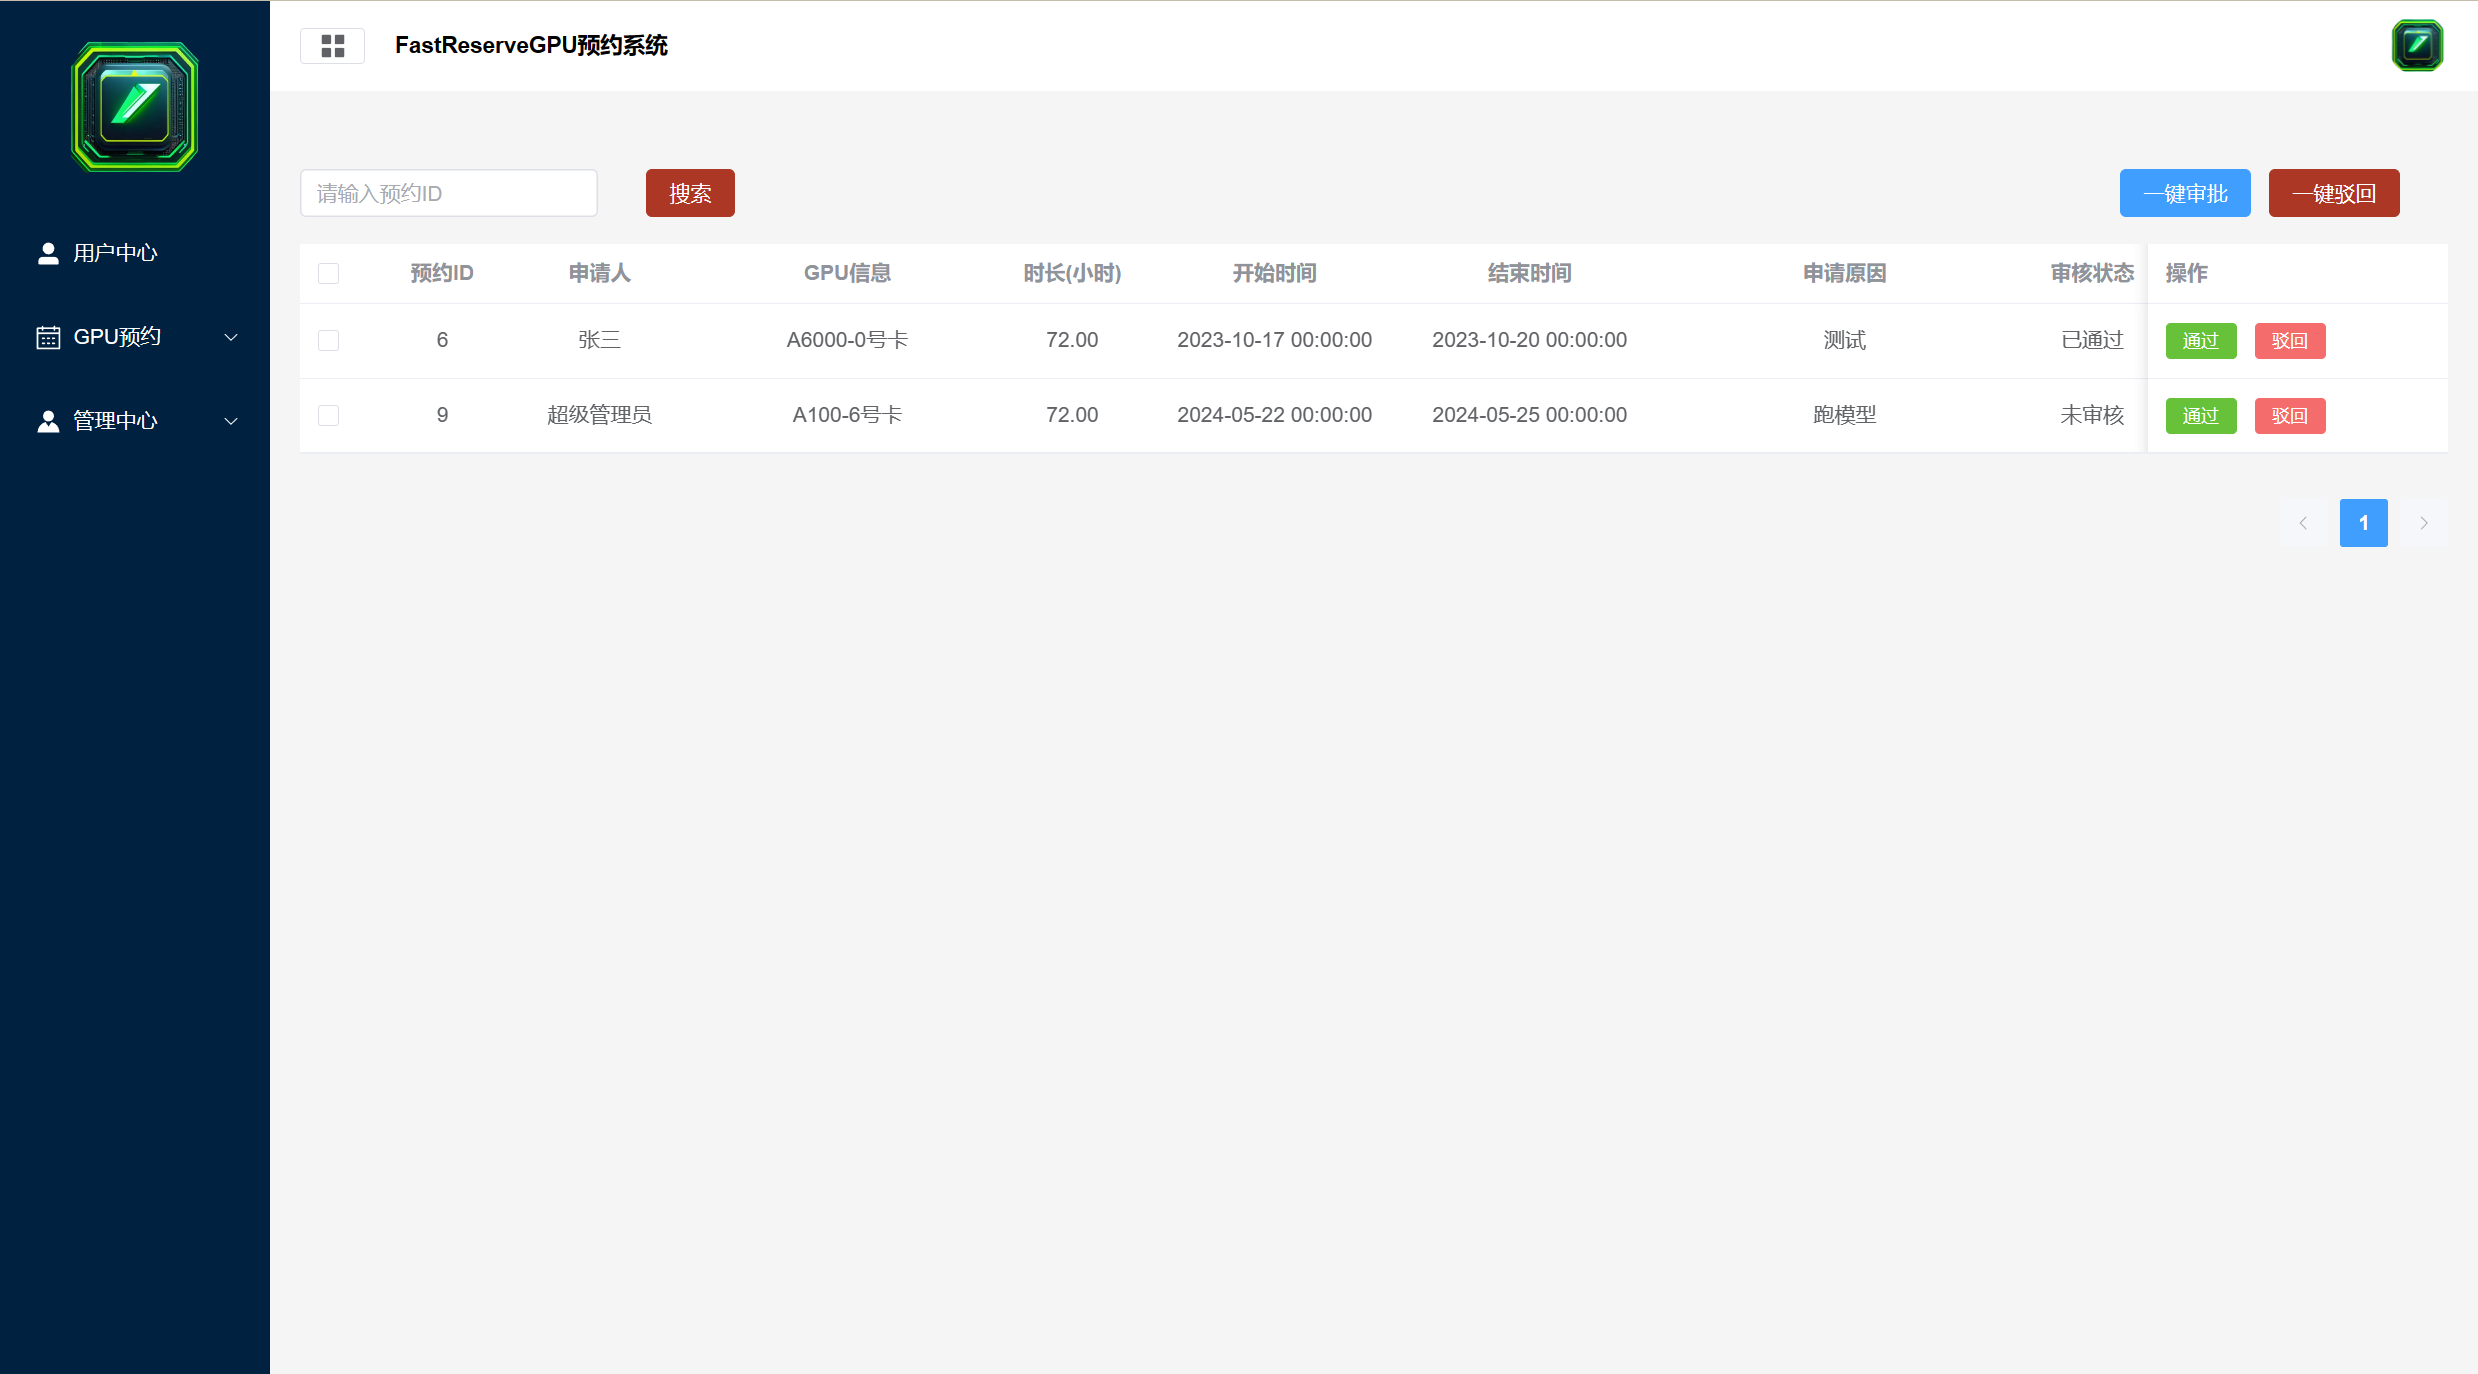 FastReserveGPU预约系统
用户中心
GPU预约
管理中心
请输入预约ID
搜索
一键审批
一键驳回
预约ID 申请人 GPU信息 时长(小时) 开始时间 结束时间 申请原因 审核状态 操作
6 张三 A6000-0号卡 72.00 2023-10-17 00:00:00 2023-10-20 00:00:00 测试 已通过 通过 驳回
9 超级管理员 A100-6号卡 72.00 2024-05-22 00:00:00 2024-05-25 00:00:00 跑模型 未审核 通过 驳回
1